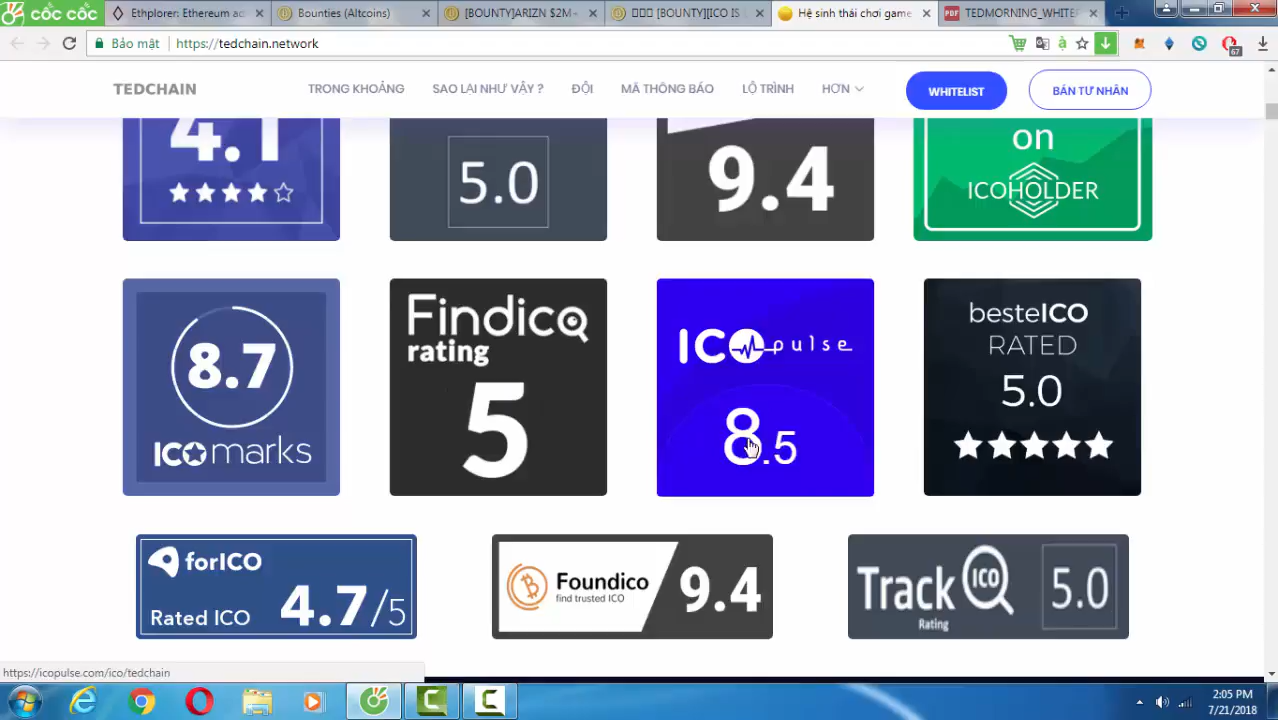 cốc cốc
Ethplorer: Ethereum ad
Bounties (Altcoins)
[BOUNTY]ARIZN $2M+
[BOUNTY][ICO IS L
Hệ sinh thái chơi game
TEDMORNING_WHITEP
Bảo mật
https://tedchain.network
67
TEDCHAIN
TRONG KHOẢNG
SAO LẠI NHƯ VẬY ?
ĐỘI
MÃ THÔNG BÁO
LỘ TRÌNH
HƠN
WHITELIST
BÁN TƯ NHÂN
4.1
5.0
9.4
on
ICOHOLDER
8.7
ICOmarks
Findico
rating
5
ICO pulse
8.5
besteICO
RATED
5.0
forICO
Rated ICO 4.7/5
Foundico
find trusted ICO
9.4
Track ICO
Rating
5.0
https://icopulse.com/ico/tedchain
2:05 PM
7/21/2018